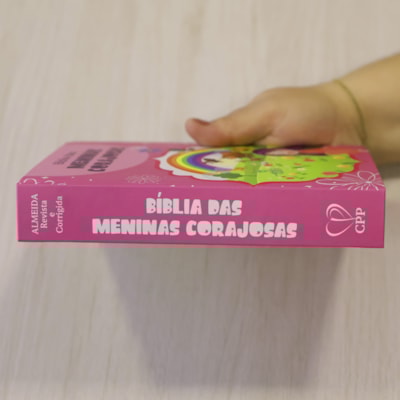 BÍBLIA DAS
MENINAS CORAJOSAS
ALMEIDA
Revista
e
Corrigida
CPP